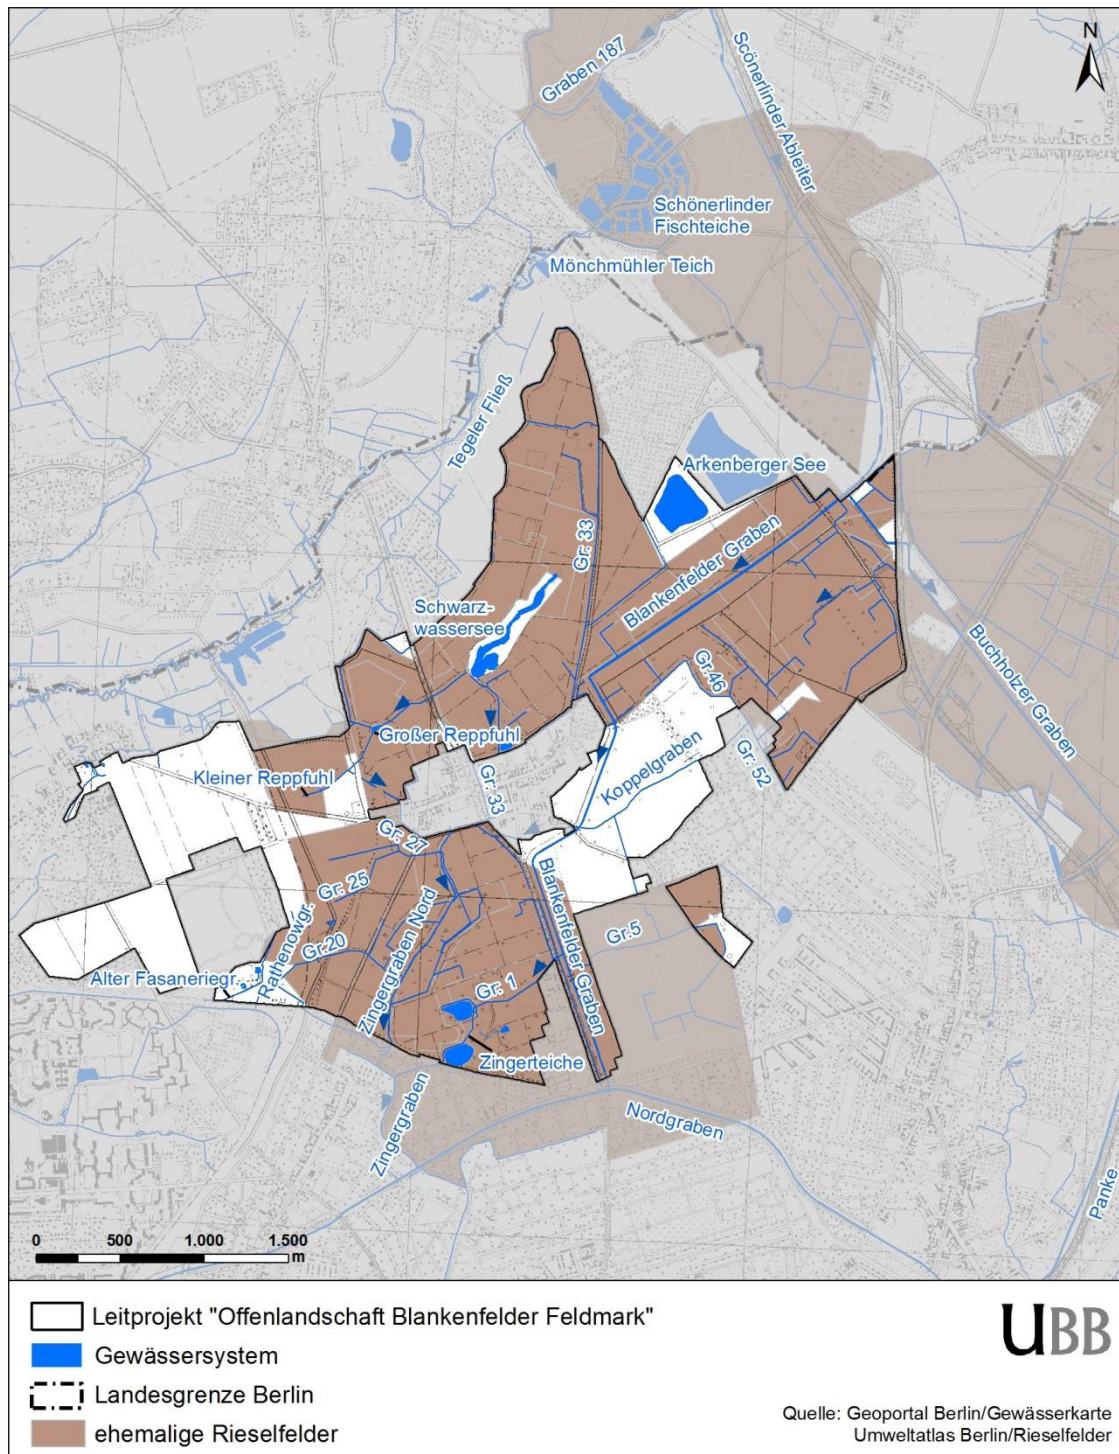 N
Graben 187
Scönerlinder Ableiter
Schönerlinder
Fischteiche
Mönchmühler Teich
Tegeler Fließ
Arkenberger See
Gr. 33
Blankenfelder Graben
Schwarz-
wassersee
Gr.46
Buchholzer Graben
Großer Reppfuhl
Koppelgraben
Gr. 52
Kleiner Reppfuhl
Gr. 33
Gr. 27
Gr. 25
Blankenfelder Graben
Rathenowgr.
Gr.20
Zingergraben Nord
Gr.5
Alter Fasaneriegr.
Gr. 1
Zingerteiche
Zingergraben
Nordgraben
Panke
0 500 1.000 1.500
m
Leitprojekt "Offenlandschaft Blankenfelder Feldmark"
Gewässersystem
Landesgrenze Berlin
ehemalige Rieselfelder
UBB
Quelle: Geoportal Berlin/Gewässerkarte
Umweltatlas Berlin/Rieselfelder